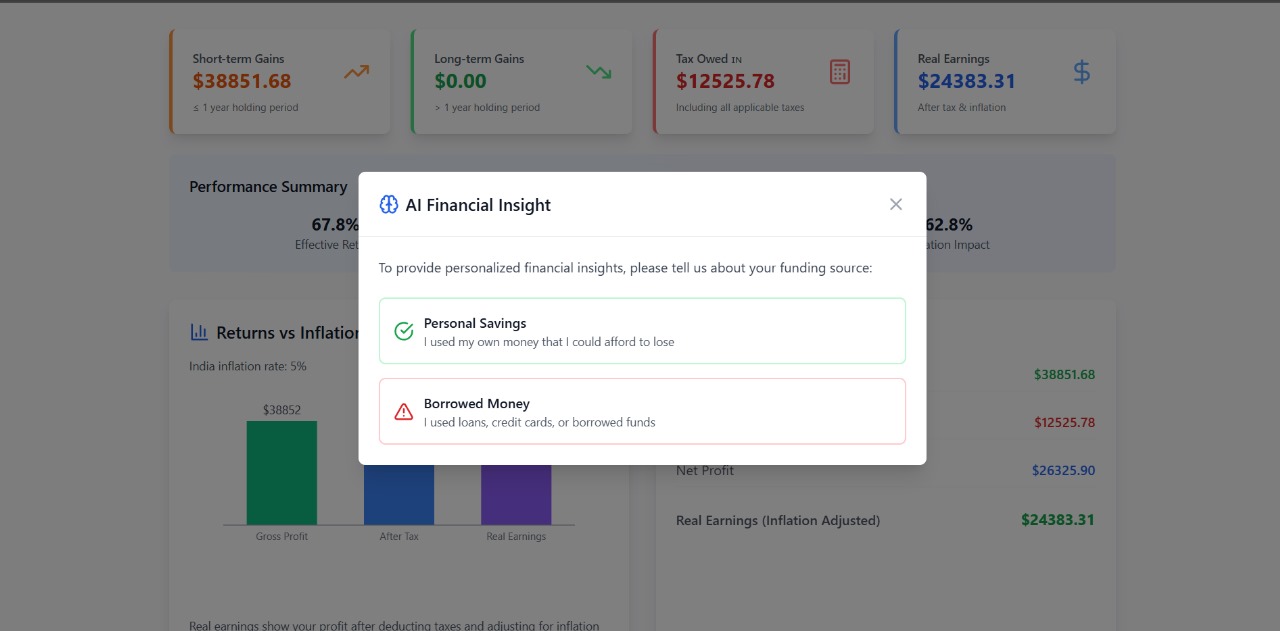 Short-term Gains
$38851.68
≤ 1 year holding period
Long-term Gains
$0.00
> 1 year holding period
Tax Owed IN
$12525.78
Including all applicable taxes
Real Earnings
$24383.31
After tax & inflation
Performance Summary
67.8%
Effective Ret
62.8%
ation Impact
AI Financial Insight
To provide personalized financial insights, please tell us about your funding source:
Personal Savings
I used my own money that I could afford to lose
Borrowed Money
I used loans, credit cards, or borrowed funds
Returns vs Inflation
India inflation rate: 5%
$38852
Gross Profit
After Tax
Real Earnings
Real earnings show your profit after deducting taxes and adjusting for inflation
$38851.68
$12525.78
Net Profit
$26325.90
Real Earnings (Inflation Adjusted)
$24383.31